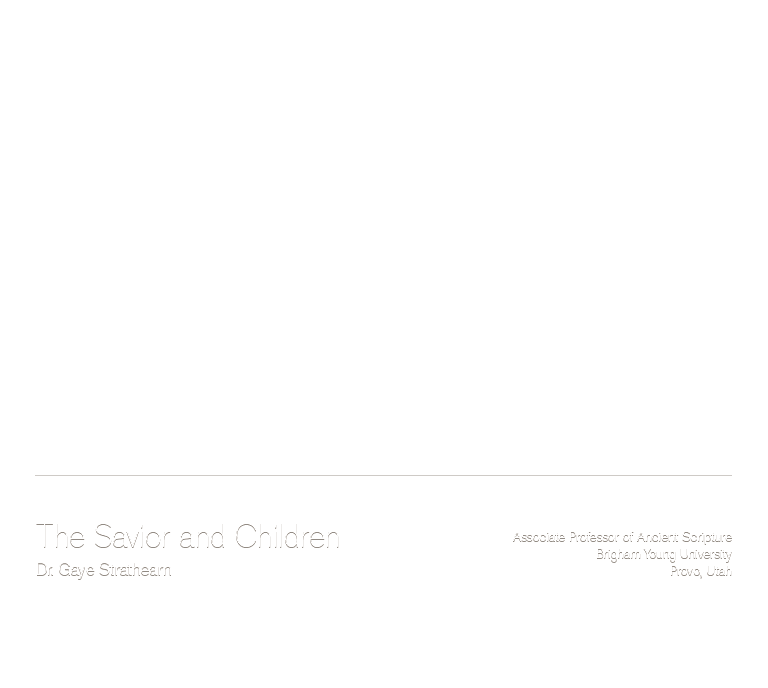 The Savior and Children
Dr. Gaye Strathearn
Associate Professor of Ancient Scripture
Brigham Young University
Provo, Utah